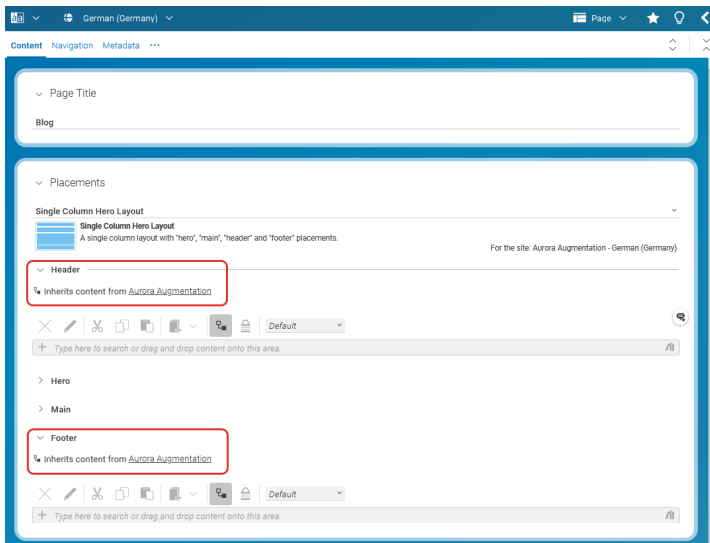 German (Germany)
Page
Content Navigation Metadata
Page Title
Blog
Placements
Single Column Hero Layout
Single Column Hero Layout
A single column layout with "hero", "main", "header" and "footer" placements.
For the site: Aurora Augmentation - German (Germany)
Header
Inherits content from Aurora Augmentation
Default
Type here to search or drag and drop content onto this area.
Hero
Main
Footer
Inherits content from Aurora Augmentation
Default
Type here to search or drag and drop content onto this area.